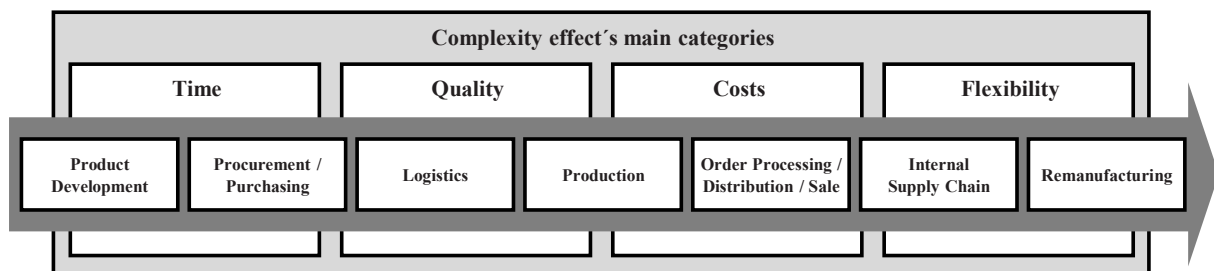 Complexity effect´s main categories
Time
Quality
Costs
Flexibility
Product
Development
Procurement /
Purchasing
Logistics
Production
Order Processing /
Distribution / Sale
Internal
Supply Chain
Remanufacturing